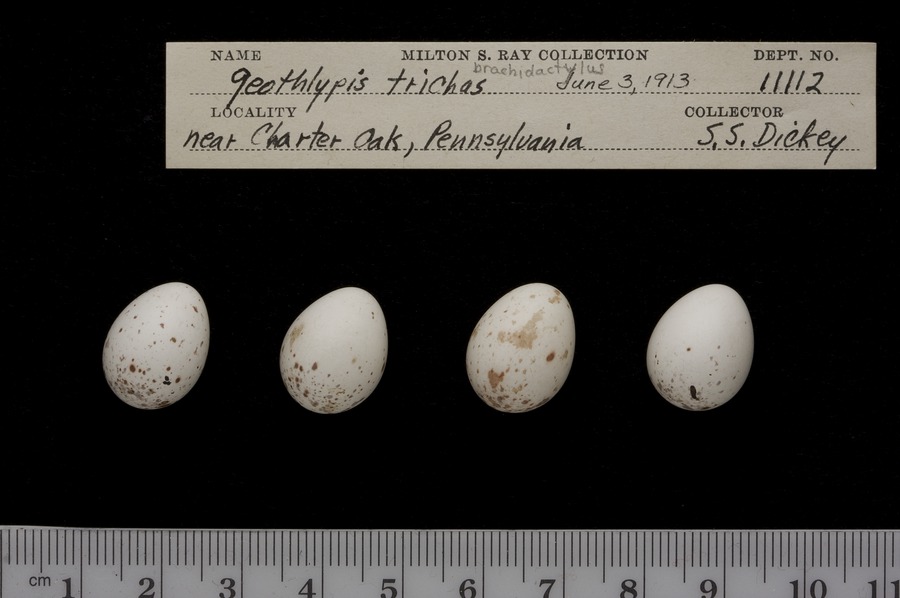 NAME MILTON S. RAY COLLECTION DEPT. NO.
brachidactylus
Geothlypis trichas June 3, 1913 11112
LOCALITY COLLECTOR
near Charter Oak, Pennsylvania S.S. Dickey
cm 1 2 3 4 5 6 7 8 9 10 11